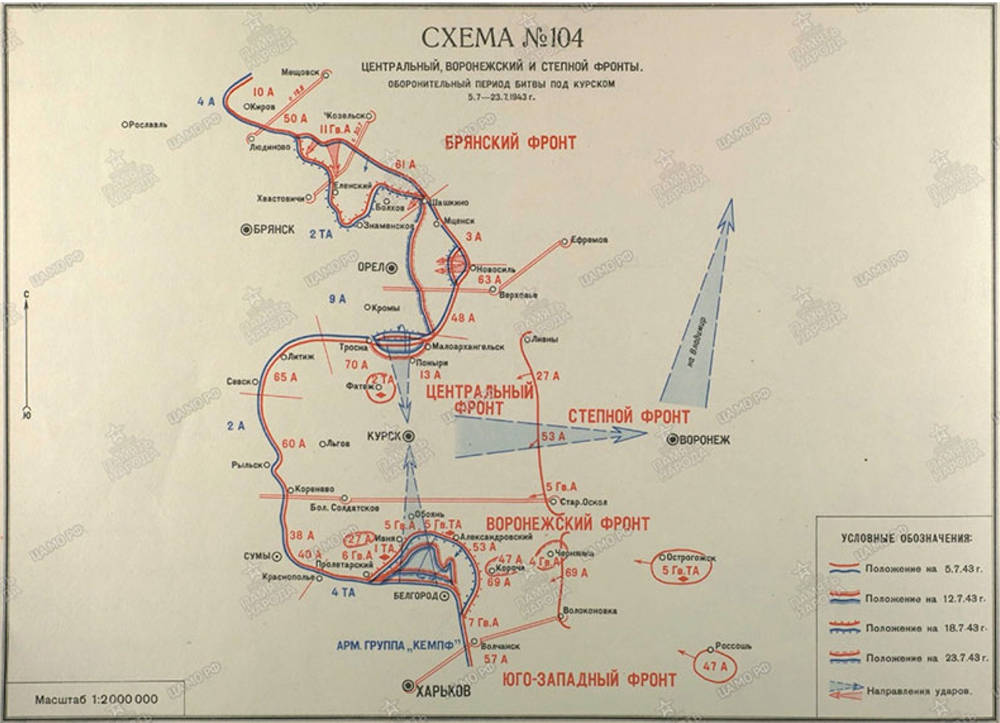 СХЕМА №104
ЦЕНТРАЛЬНЫЙ, ВОРОНЕЖСКИЙ И СТЕПНОЙ ФРОНТЫ.
ОБОРОНИТЕЛЬНЫЙ ПЕРИОД БИТВЫ ПОД КУРСКОМ
5.7—23.7.1943 г.
Мещовск
10 А
с 19.8
4 А
Киров
50 А
Козельск
Рославль
11 Гв.А
БРЯНСКИЙ ФРОНТ
Людиново
61 А
Еленский
Хвастовичи
Болхов
Шашкино
Знаменское
Мценск
БРЯНСК
2 ТА
3 А
Ефремов
ОРЕЛ
Новосиль
63 А
Верховье
9 А
Кромы
48 А
С
на Владимир
Тросна
Малоархангельск
Ливны
Литиж
70 А
Поныри
13 А
Севск
65 А
Фатеж
2 ТА
27 А
ЦЕНТРАЛЬНЫЙ
ФРОНТ
СТЕПНОЙ ФРОНТ
Ю
2 А
КУРСК
53 А
ВОРОНЕЖ
60 А
Льгов
Рыльск
Коренево
5 Гв.А
Бол. Солдатское
Стар.Оскол
Обоянь
5 Гв.А
5 Гв.ТА
ВОРОНЕЖСКИЙ ФРОНТ
38 А
27 А
Ивня
Александровский
1 ТА
53 А
СУМЫ
40 А
6 Гв.А
47 А
Чернянка
Острогожск
Пролетарский
Короча
4 Гв.А
5 Гв.ТА
Краснополье
69 А
69 А
4 ТА
БЕЛГОРОД
Волоконовка
7 Гв.А
АРМ. ГРУППА „КЕМПФ"
Волчанск
57 А
Россошь
47 А
ЮГО-ЗАПАДНЫЙ ФРОНТ
ХАРЬКОВ
Масштаб 1:2 000 000
УСЛОВНЫЕ ОБОЗНАЧЕНИЯ:
Положение на 5.7.43 г.
Положение на 12.7.43 г.
Положение на 18.7.43 г.
Положение на 23.7.43 г.
Направления ударов.
ПАМЯТЬ НАРОДА
ЦАМО.РФ